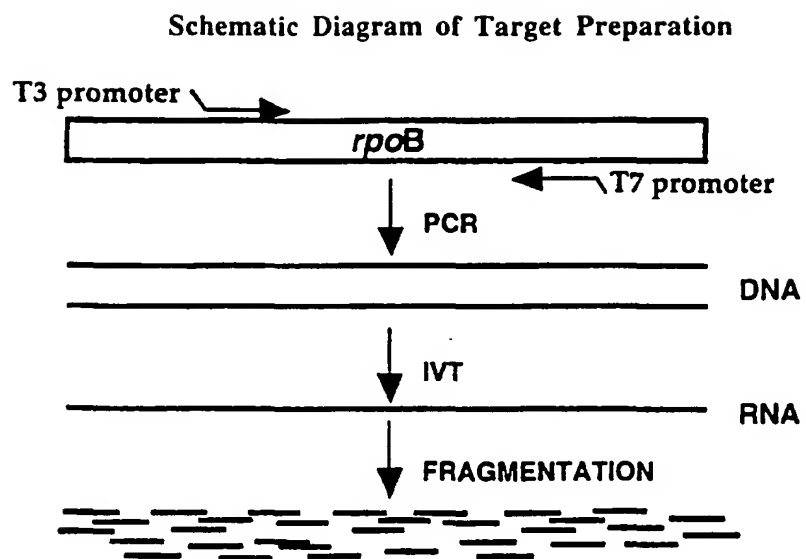 Schematic Diagram of Target Preparation
T3 promoter
rpoB
T7 promoter
PCR
DNA
IVT
RNA
FRAGMENTATION